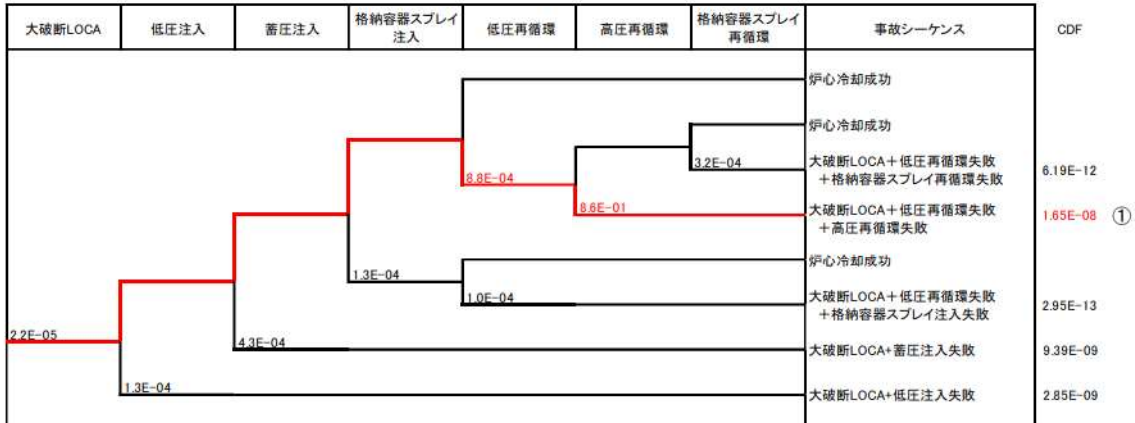 大破断LOCA
低圧注入
蓄圧注入
格納容器スプレイ
注入
低圧再循環
高圧再循環
格納容器スプレイ
再循環
事故シーケンス
CDF
炉心冷却成功
炉心冷却成功
3.2E-04
大破断LOCA+低圧再循環失敗
+格納容器スプレイ再循環失敗
6.19E-12
8.8E-04
8.6E-01
大破断LOCA+低圧再循環失敗
+高圧再循環失敗
1.65E-08 ①
炉心冷却成功
1.3E-04
1.0E-04
大破断LOCA+低圧再循環失敗
+格納容器スプレイ注入失敗
2.95E-13
2.2E-05
4.3E-04
大破断LOCA+蓄圧注入失敗
9.39E-09
1.3E-04
大破断LOCA+低圧注入失敗
2.85E-09